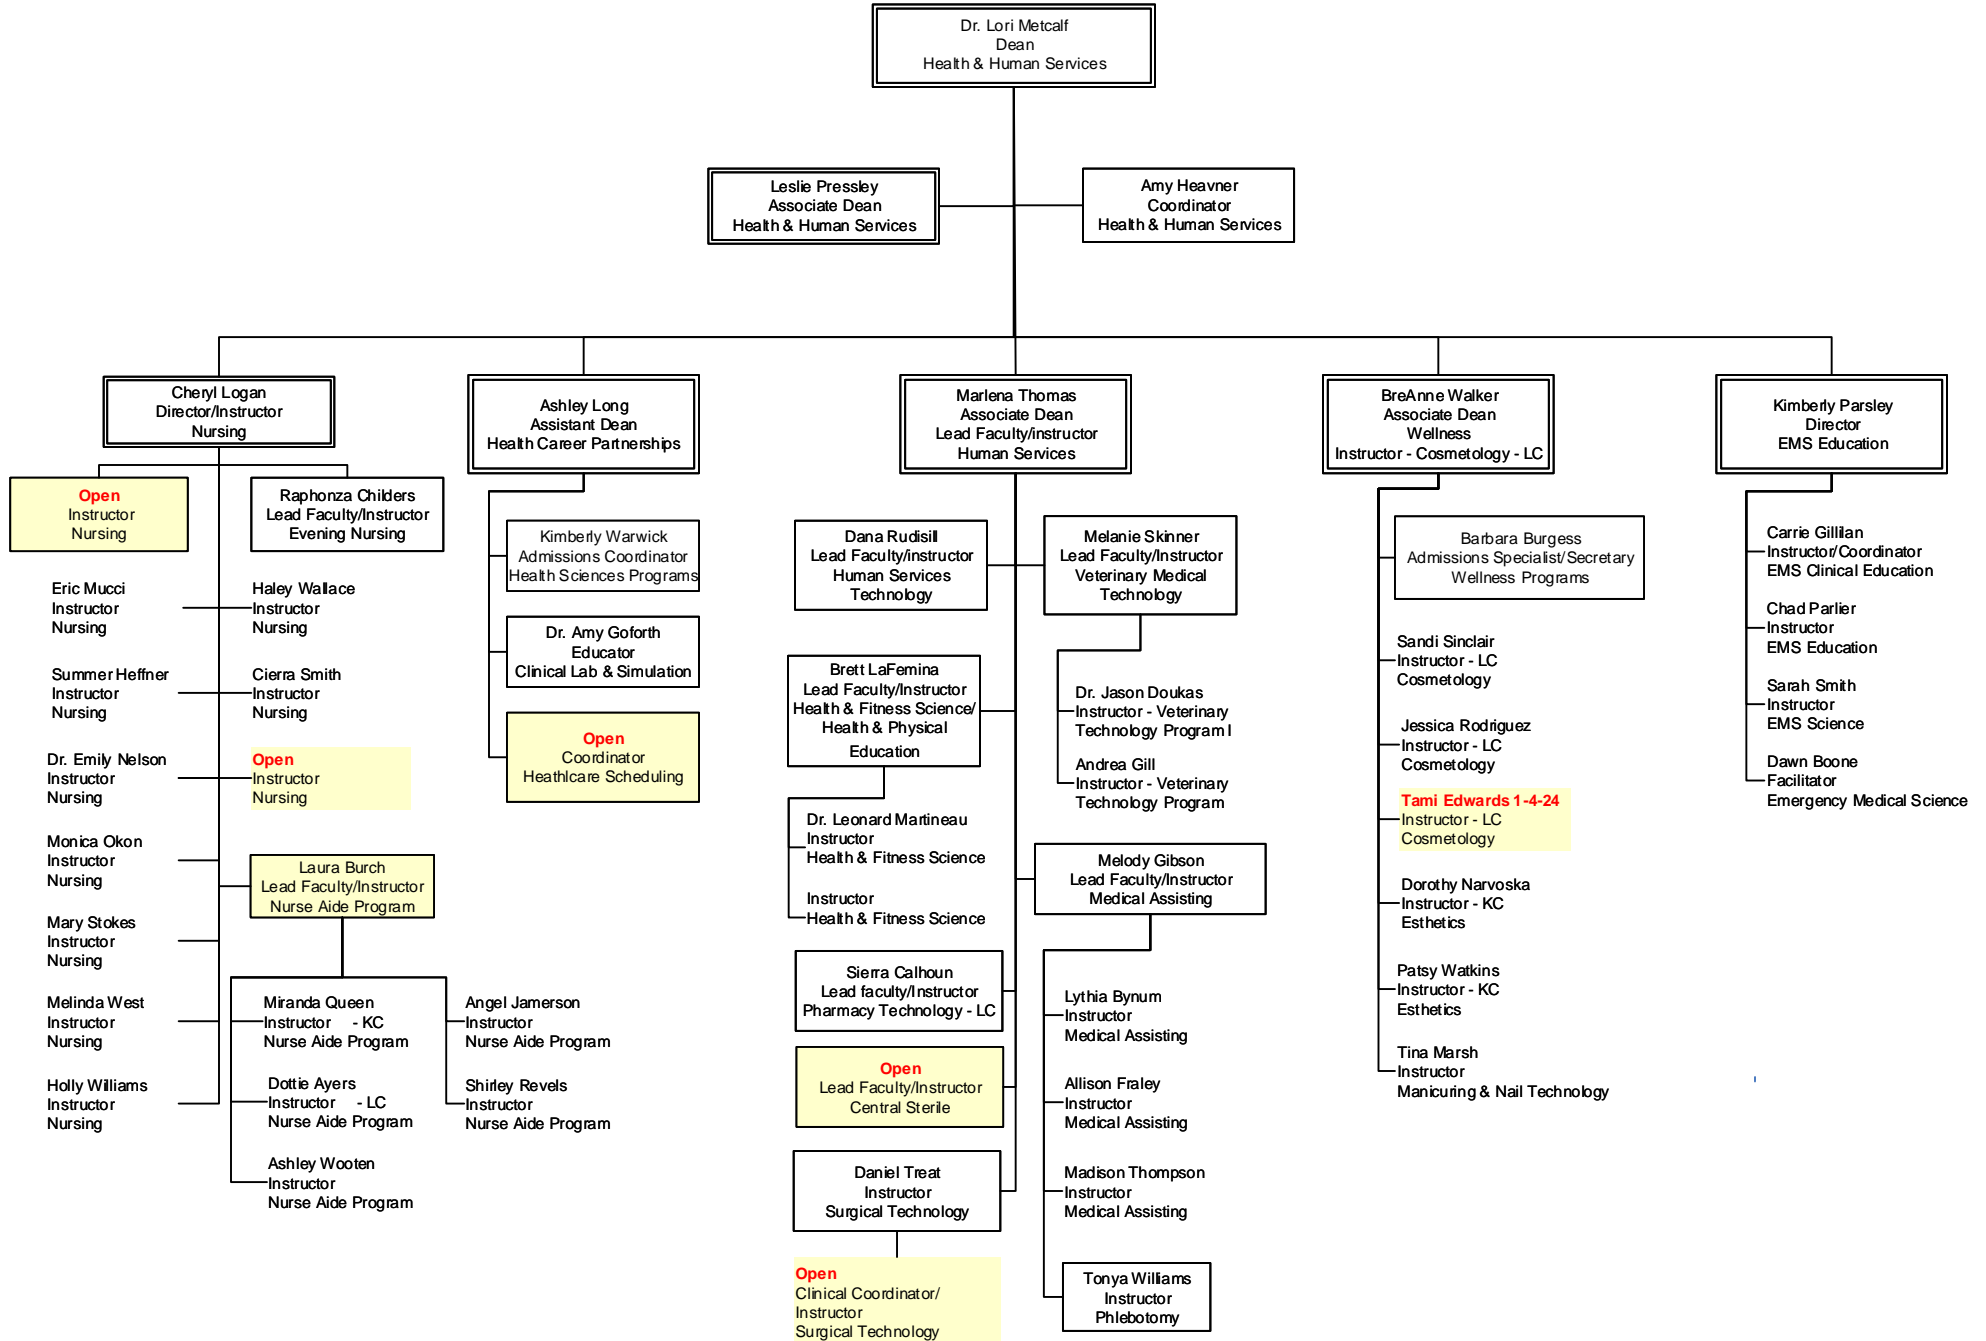 Dr. Lori Metcalf
Dean
Health & Human Services
Leslie Pressley
Associate Dean
Health & Human Services
Amy Heavner
Coordinator
Health & Human Services
Cheryl Logan
Director/Instructor
Nursing
Open
Instructor
Nursing
Raphonza Childers
Lead Faculty/Instructor
Evening Nursing
Eric Mucci
Instructor
Nursing
Haley Wallace
Instructor
Nursing
Summer Heffner
Instructor
Nursing
Cierra Smith
Instructor
Nursing
Dr. Emily Nelson
Instructor
Nursing
Open
Instructor
Nursing
Monica Okon
Instructor
Nursing
Laura Burch
Lead Faculty/Instructor
Nurse Aide Program
Mary Stokes
Instructor
Nursing
Melinda West
Instructor
Nursing
Holly Williams
Instructor
Nursing
Miranda Queen
Instructor - KC
Nurse Aide Program
Dottie Ayers
Instructor - LC
Nurse Aide Program
Ashley Wooten
Instructor
Nurse Aide Program
Angel Jamerson
Instructor
Nurse Aide Program
Shirley Revels
Instructor
Nurse Aide Program
Ashley Long
Assistant Dean
Health Career Partnerships
Kimberly Warwick
Admissions Coordinator
Health Sciences Programs
Dr. Amy Goforth
Educator
Clinical Lab & Simulation
Open
Coordinator
Heathlcare Scheduling
Marlena Thomas
Associate Dean
Lead Faculty/instructor
Human Services
Dana Rudisill
Lead Faculty/instructor
Human Services
Technology
Melanie Skinner
Lead Faculty/Instructor
Veterinary Medical
Technology
Brett LaFemina
Lead Faculty/Instructor
Health & Fitness Science/
Health & Physical
Education
Dr. Jason Doukas
Instructor - Veterinary
Technology Program I
Andrea Gill
Instructor - Veterinary
Technology Program
Dr. Leonard Martineau
Instructor
Health & Fitness Science
Instructor
Health & Fitness Science
Melody Gibson
Lead Faculty/Instructor
Medical Assisting
Sierra Calhoun
Lead faculty/Instructor
Pharmacy Technology - LC
Open
Lead Faculty/Instructor
Central Sterile
Daniel Treat
Instructor
Surgical Technology
Open
Clinical Coordinator/
Instructor
Surgical Technology
Lythia Bynum
Instructor
Medical Assisting
Allison Fraley
Instructor
Medical Assisting
Madison Thompson
Instructor
Medical Assisting
Tonya Williams
Instructor
Phlebotomy
BreAnne Walker
Associate Dean
Wellness
Instructor - Cosmetology - LC
Barbara Burgess
Admissions Specialist/Secretary
Wellness Programs
Sandi Sinclair
Instructor - LC
Cosmetology
Jessica Rodriguez
Instructor - LC
Cosmetology
Tami Edwards 1-4-24
Instructor - LC
Cosmetology
Dorothy Narvoska
Instructor - KC
Esthetics
Patsy Watkins
Instructor - KC
Esthetics
Tina Marsh
Instructor
Manicuring & Nail Technology
Kimberly Parsley
Director
EMS Education
Carrie Gillilan
Instructor/Coordinator
EMS Clinical Education
Chad Parlier
Instructor
EMS Education
Sarah Smith
Instructor
EMS Science
Dawn Boone
Facilitator
Emergency Medical Science